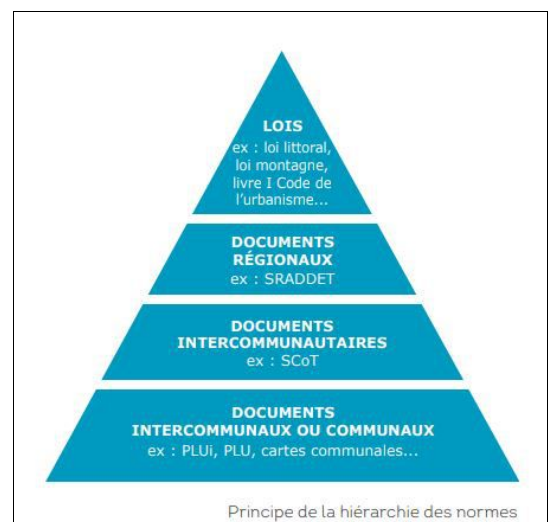 LOIS
ex : loi littoral,
loi montagne,
livre I Code de
l'urbanisme...
DOCUMENTS
RÉGIONAUX
ex : SRADDET
DOCUMENTS
INTERCOMMUNAUTAIRES
ex : SCoT
DOCUMENTS
INTERCOMMUNAUX OU COMMUNAUX
ex : PLUi, PLU, cartes communales...
Principe de la hiérarchie des normes